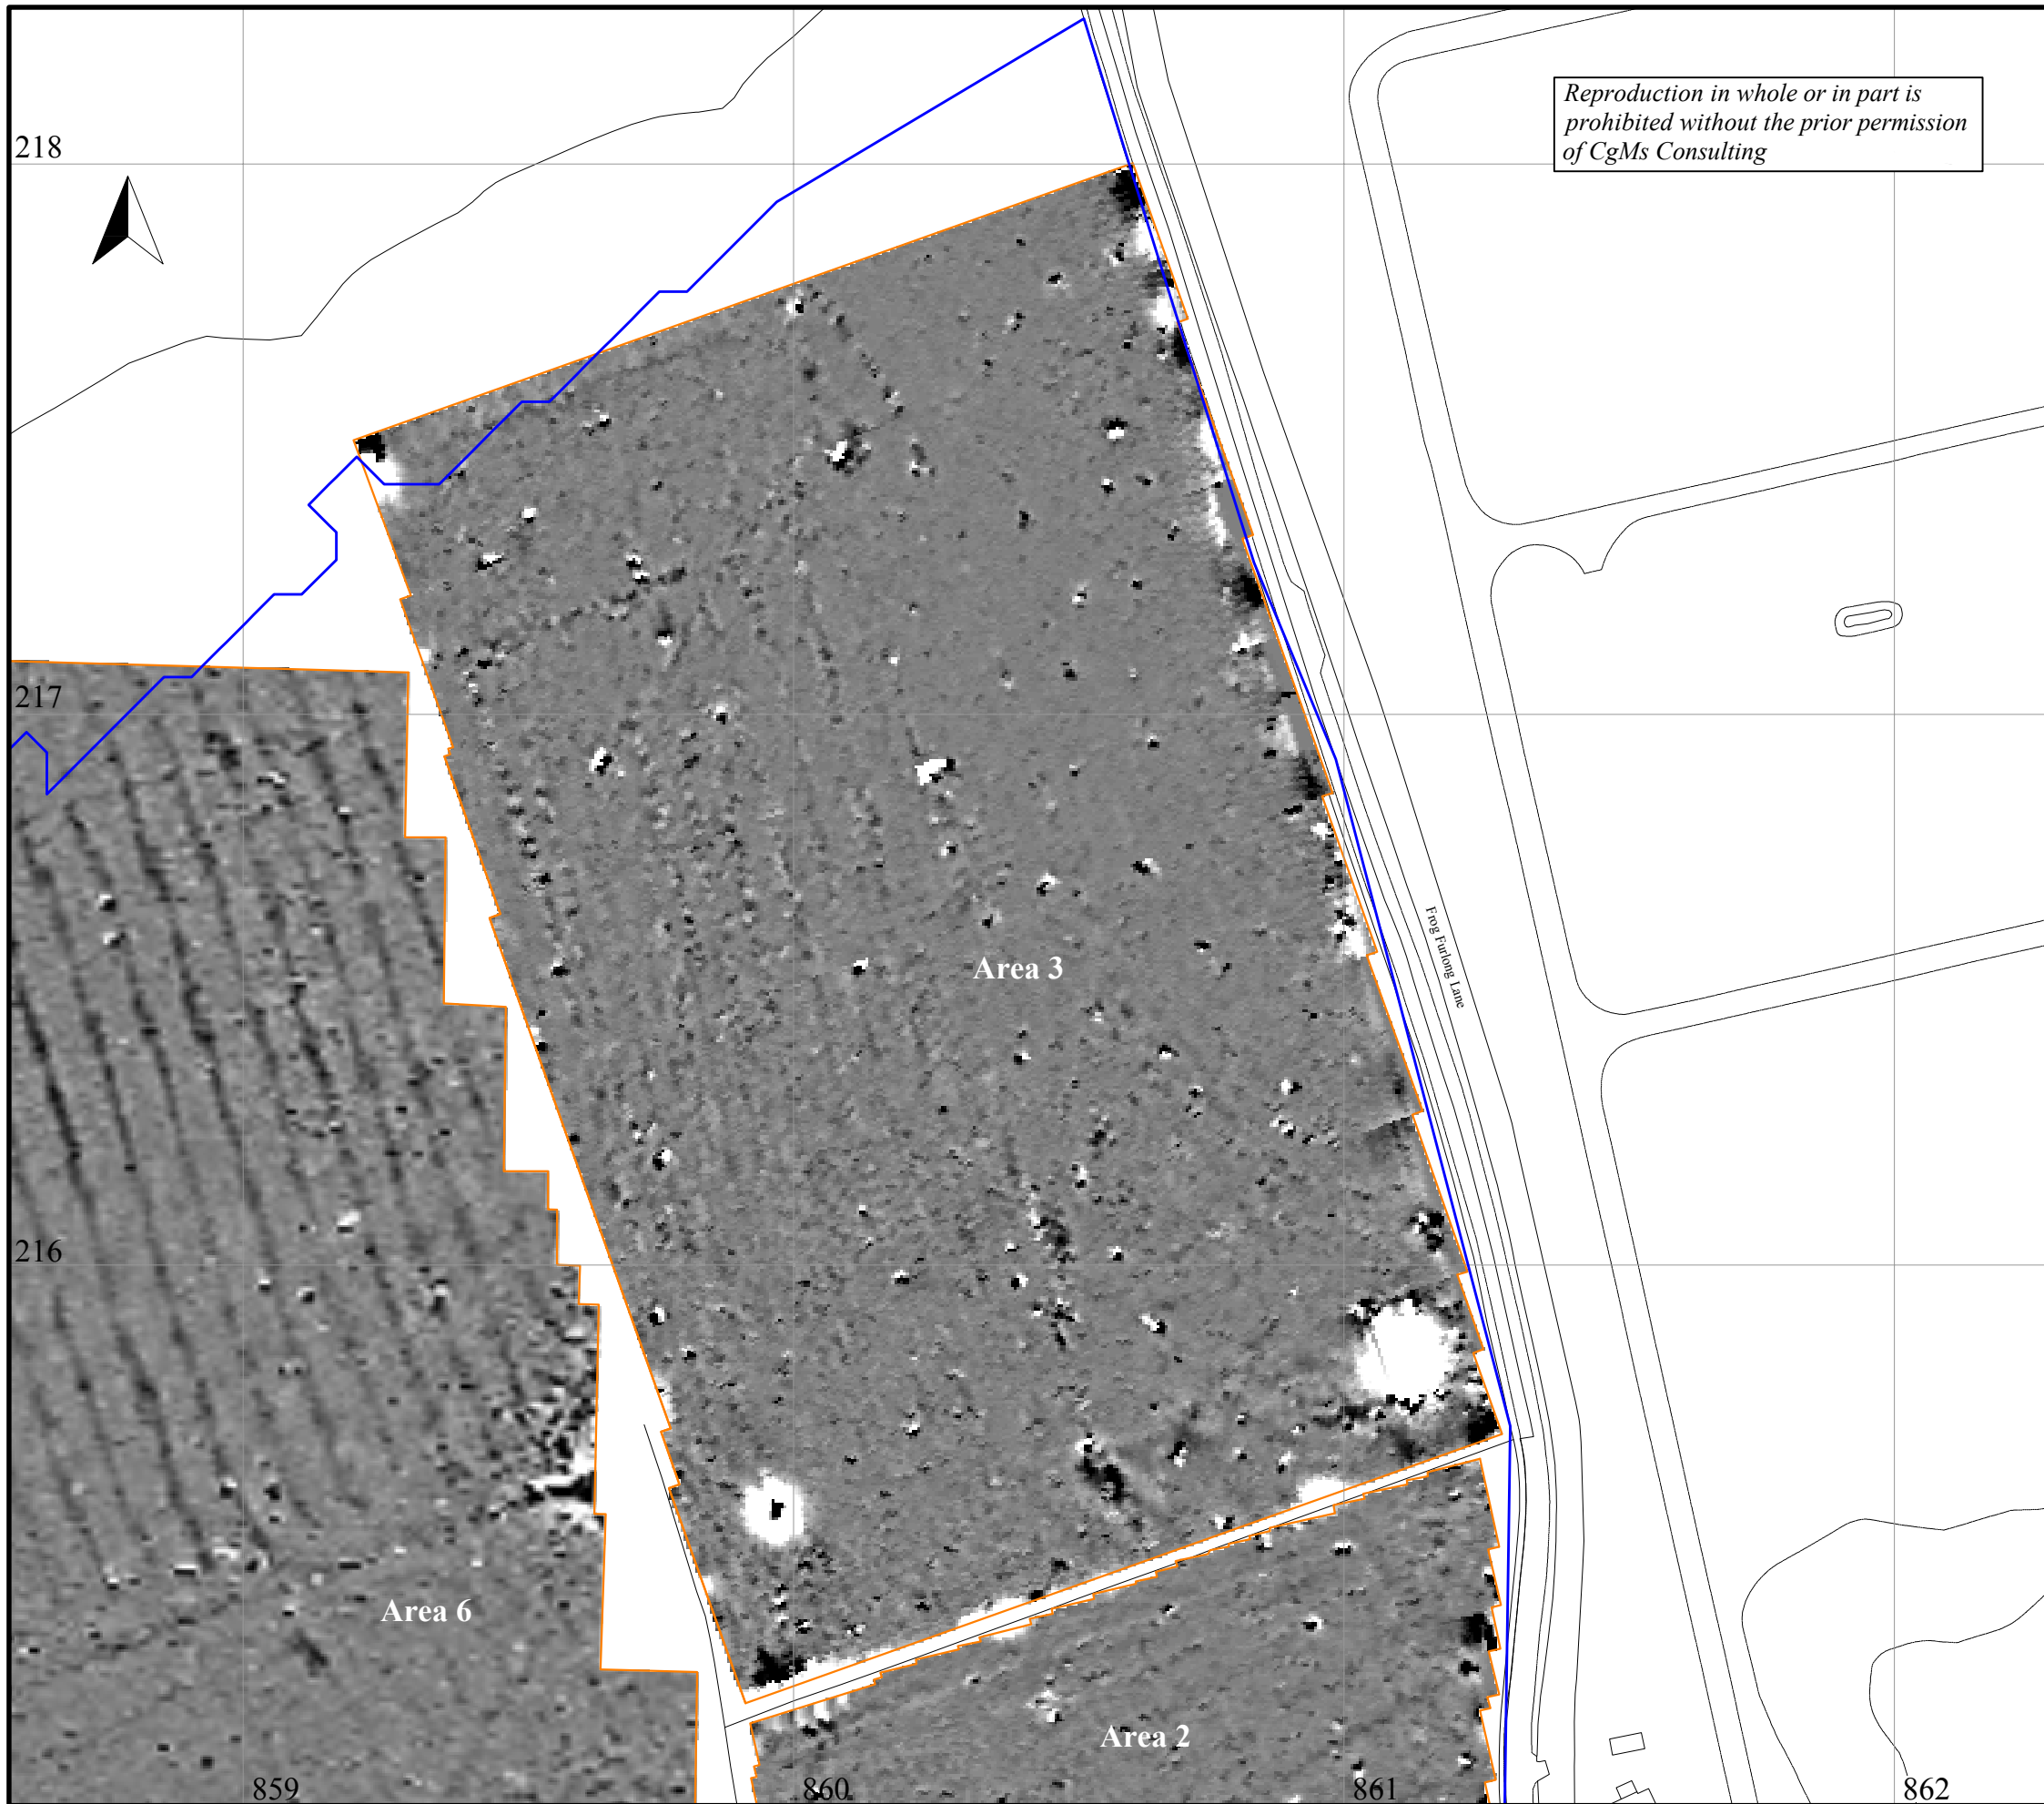 Reproduction in whole or in part is
prohibited without the prior permission
of CgMs Consulting
218
217
Frog Furlong Lane
Area 3
216
Area 6
Area 2
859
860
861
862